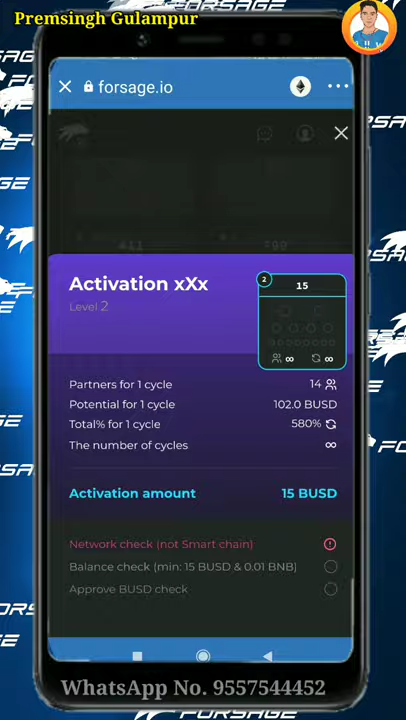 Premsingh Gulampur
FORSAGE
forsage.io
Activation xXx
Level 2
2
15
∞ ∞
Partners for 1 cycle 14
Potential for 1 cycle 102.0 BUSD
Total% for 1 cycle 580%
The number of cycles ∞
Activation amount 15 BUSD
Network check (not Smart chain)
Balance check (min: 15 BUSD & 0.01 BNB)
Approve BUSD check
WhatsApp No. 9557544452
FORSAGE